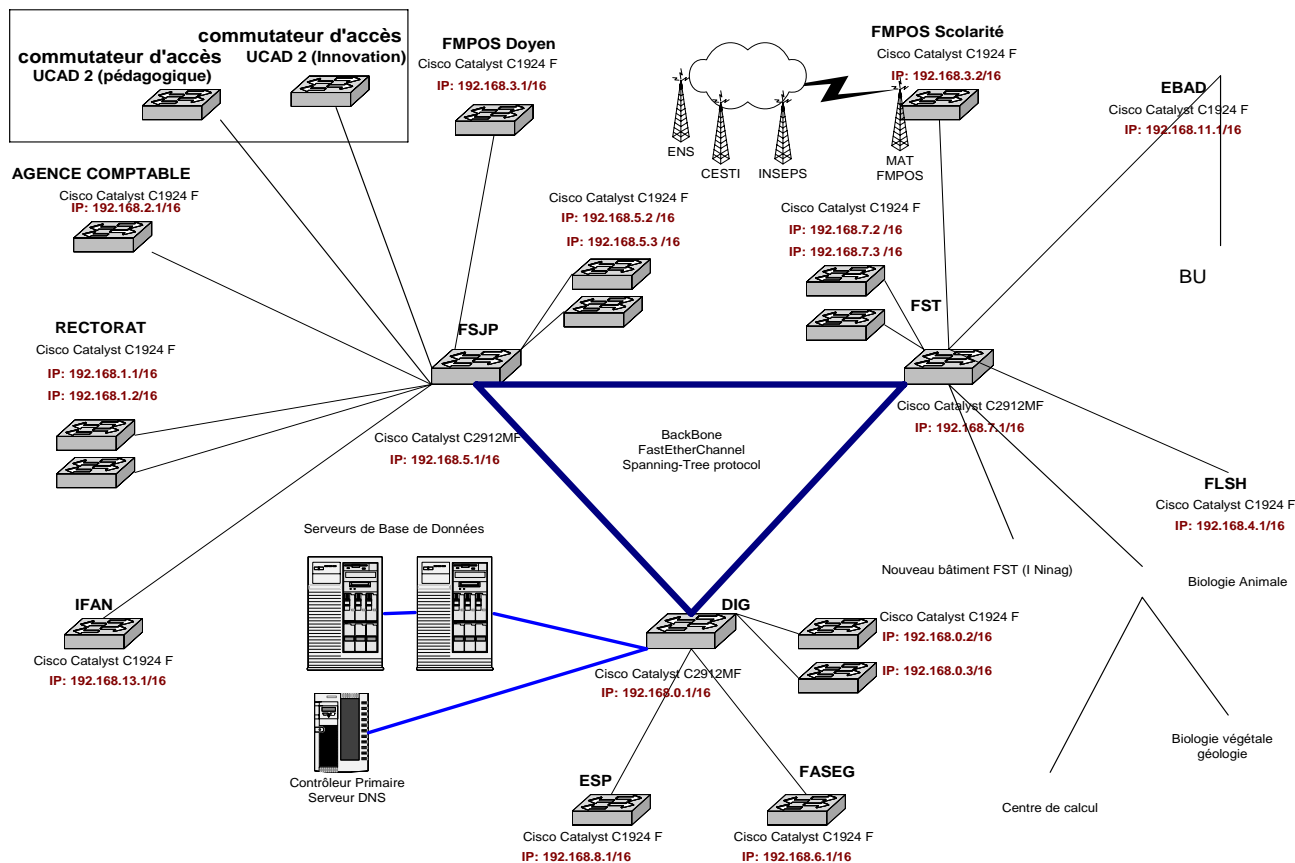 commutateur d'accès
UCAD 2 (pédagogique)
commutateur d'accès
UCAD 2 (Innovation)
FMPOS Doyen
Cisco Catalyst C1924 F
IP: 192.168.3.1/16
FMPOS Scolarité
Cisco Catalyst C1924 F
IP: 192.168.3.2/16
ENS
CESTI
INSEPS
MAT
FMPOS
EBAD
Cisco Catalyst C1924 F
IP: 192.168.11.1/16
BU
AGENCE COMPTABLE
Cisco Catalyst C1924 F
IP: 192.168.2.1/16
Cisco Catalyst C1924 F
IP: 192.168.5.2 /16
IP: 192.168.5.3 /16
Cisco Catalyst C1924 F
IP: 192.168.7.2 /16
IP: 192.168.7.3 /16
RECTORAT
Cisco Catalyst C1924 F
IP: 192.168.1.1/16
IP: 192.168.1.2/16
FSJP
Cisco Catalyst C2912MF
IP: 192.168.5.1/16
BackBone
FastEtherChannel
Spanning-Tree protocol
FST
Cisco Catalyst C2912MF
IP: 192.168.7.1/16
FLSH
Cisco Catalyst C1924 F
IP: 192.168.4.1/16
Serveurs de Base de Données
Nouveau bâtiment FST (I Ninag)
Biologie Animale
IFAN
Cisco Catalyst C1924 F
IP: 192.168.13.1/16
DIG
Cisco Catalyst C2912MF
IP: 192.168.0.1/16
Cisco Catalyst C1924 F
IP: 192.168.0.2/16
IP: 192.168.0.3/16
Biologie végétale
géologie
Contrôleur Primaire
Serveur DNS
Centre de calcul
ESP
Cisco Catalyst C1924 F
IP: 192.168.8.1/16
FASEG
Cisco Catalyst C1924 F
IP: 192.168.6.1/16